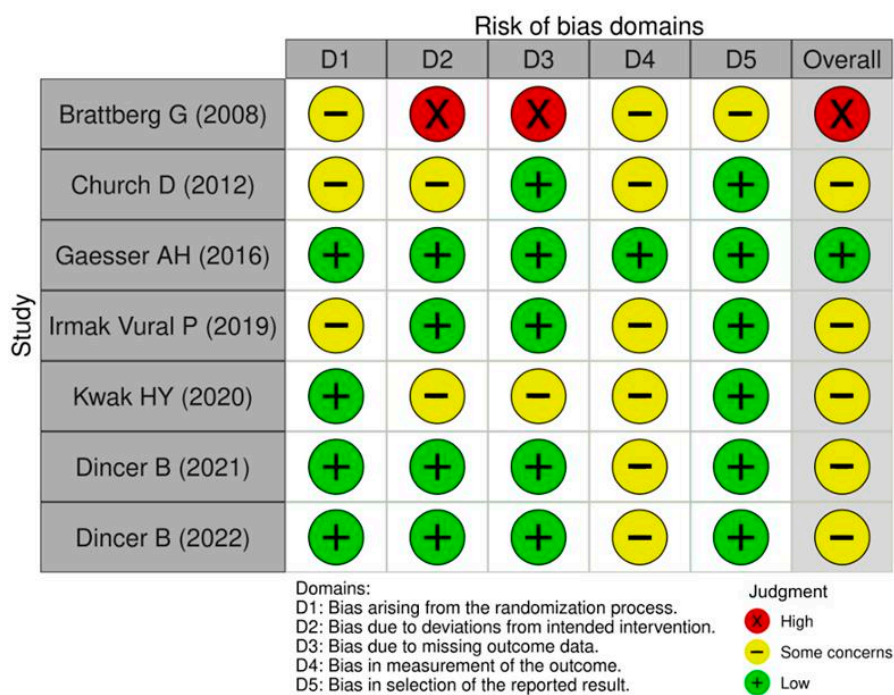 Risk of bias domains
D1 D2 D3 D4 D5 Overall
Study
Brattberg G (2008) - X X - - X
Church D (2012) - - + - + -
Gaesser AH (2016) + + + + + +
Irmak Vural P (2019) - + + - + -
Kwak HY (2020) + - - - + -
Dincer B (2021) + + + - + -
Dincer B (2022) + + + - + -
Domains:
D1: Bias arising from the randomization process.
D2: Bias due to deviations from intended intervention.
D3: Bias due to missing outcome data.
D4: Bias in measurement of the outcome.
D5: Bias in selection of the reported result.
Judgment
X High
- Some concerns
+ Low